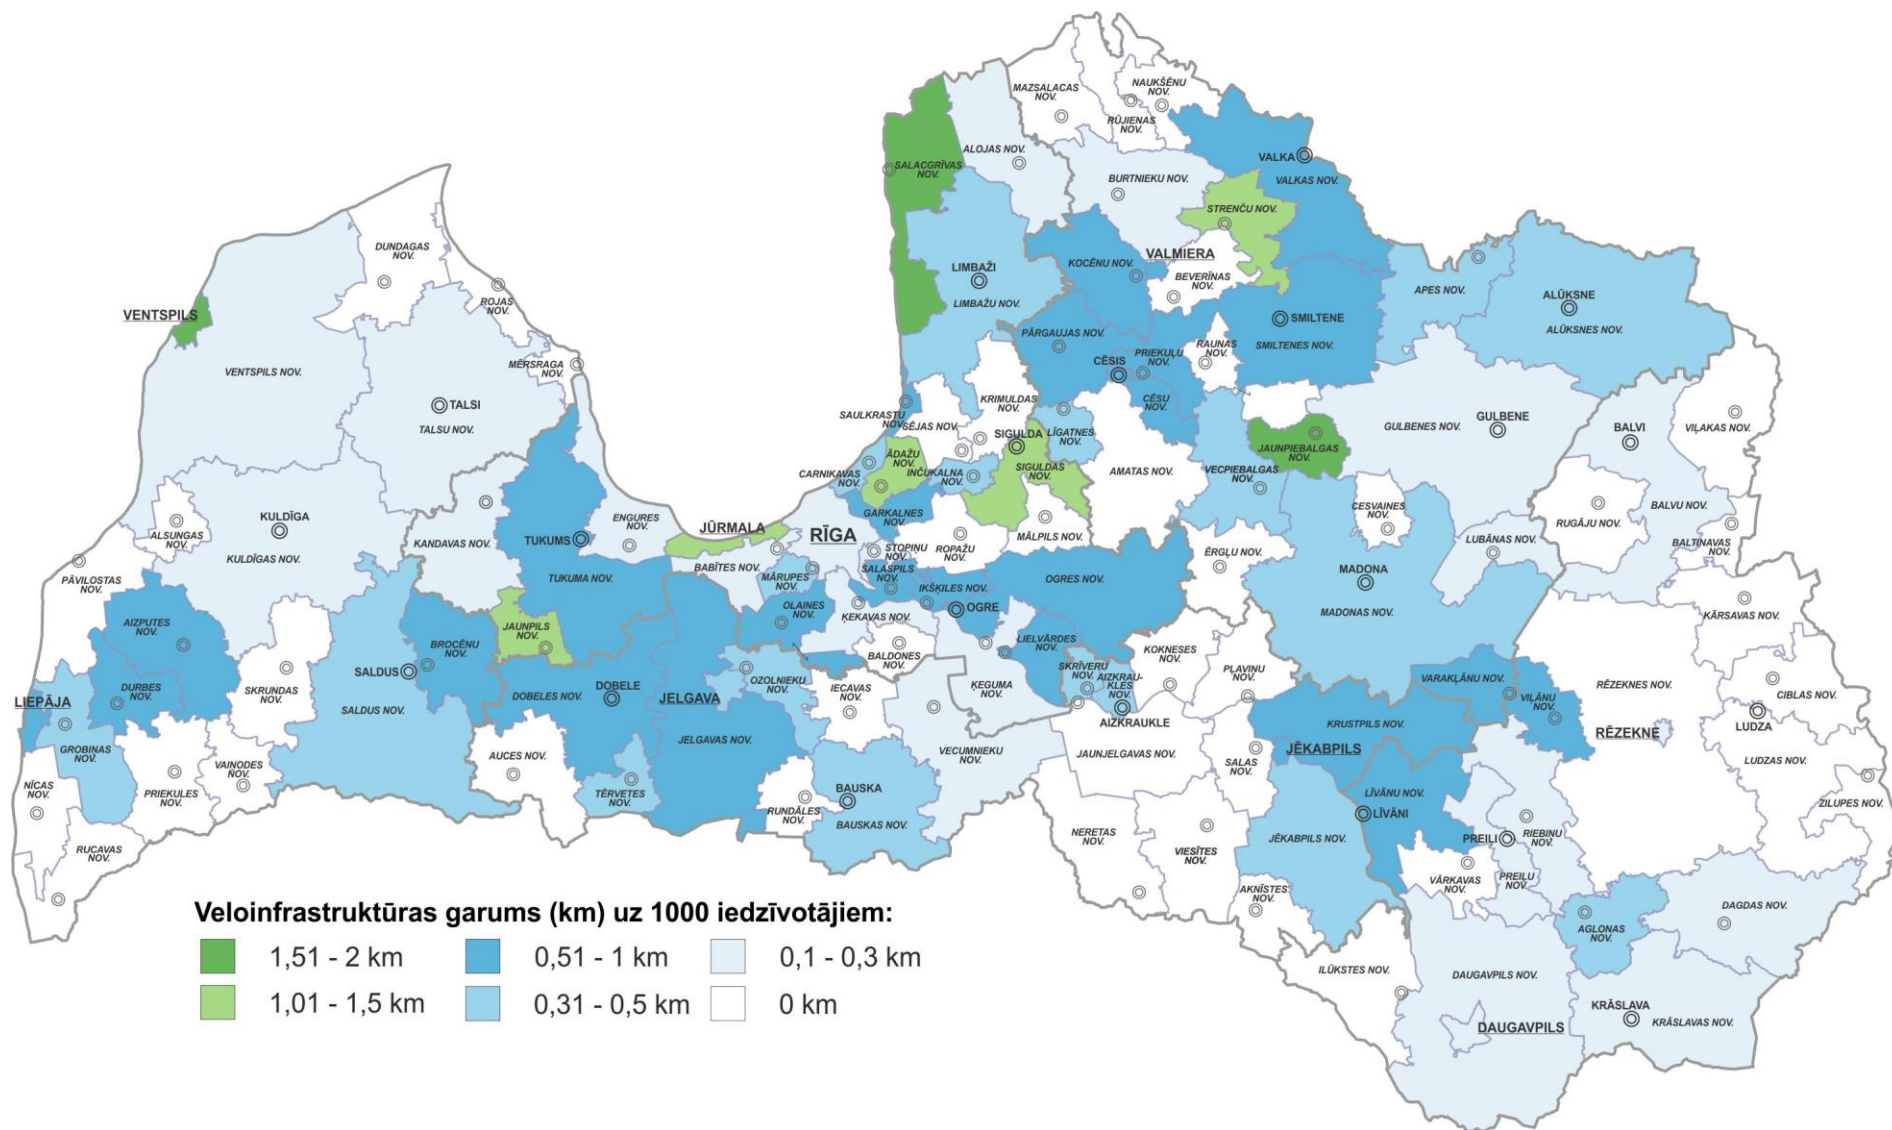 MAZSALACAS
NOV.
NAUKŠĒNU
NOV.
RŪJIENAS
NOV.
ALOJAS NOV.
SALACGRĪVAS
NOV.
BURTNIEKU NOV.
VALKA
VALKAS NOV.
STRENČU NOV.
DUNDAGAS
NOV.
VALMIERA
KOCĒNU NOV.
BEVERĪNAS
NOV.
LIMBAŽI
LIMBAŽU NOV.
ROJAS
NOV.
VENTSPILS
APES NOV.
ALŪKSNE
ALŪKSNES NOV.
SMILTENE
SMILTENES NOV.
PĀRGAUJAS NOV.
PRIEKUĻU
NOV.
RAUNAS
NOV.
CĒSIS
CĒSU
NOV.
MĒRSRAGA
NOV.
VENTSPILS NOV.
TALSI
TALSU NOV.
SAULKRASTU
NOV.
SĒJAS NOV.
KRIMULDAS
NOV.
SIGULDA
LĪGATNES
NOV.
GULBENE
GULBENES NOV.
BALVI
VIĻAKAS NOV.
JAUNPIEBALGAS
NOV.
ĀDAŽU
NOV.
CARNIKAVAS
NOV.
INČUKALNA
NOV.
SIGULDAS
NOV.
AMATAS NOV.
VECPIEBALGAS
NOV.
CESVAINES
NOV.
BALVU NOV.
RUGĀJU NOV.
KULDĪGA
KULDĪGAS NOV.
ALSUNGAS
NOV.
KANDAVAS NOV.
TUKUMS
TUKUMA NOV.
ENGURES
NOV.
JŪRMALA
RĪGA
GARKALNES
NOV.
ROPAŽU
NOV.
MĀLPILS NOV.
BABĪTES NOV.
STOPIŅU
NOV.
SALASPILS
NOV.
MĀRUPES
NOV.
ĒRGĻU NOV.
LUBĀNAS NOV.
BALTINAVAS
NOV.
PĀVILOSTAS
NOV.
OGRES NOV.
IKŠĶILES NOV.
OGRE
MADONA
MADONAS NOV.
KĀRSAVAS
NOV.
AIZPUTES
NOV.
JAUNPILS
NOV.
OLAINES
NOV.
ĶEKAVAS NOV.
BALDONES
NOV.
LIELVĀRDES
NOV.
KOKNESES
NOV.
BROCĒNU
NOV.
SALDUS
SALDUS NOV.
SKRUNDAS
NOV.
DURBES
NOV.
LIEPĀJA
DOBELE
DOBELES NOV.
JELGAVA
OZOLNIEKU
NOV.
IECAVAS
NOV.
ĶEGUMA
NOV.
SKRĪVERU
NOV.
AIZKRAU-
KLES
NOV.
AIZKRAUKLE
PĻAVIŅU
NOV.
VARAKĻĀNU NOV.
VIĻĀNU
NOV.
RĒZEKNES NOV.
CIBLAS NOV.
LUDZA
RĒZEKNE
KRUSTPILS NOV.
JĒKABPILS
GROBIŅAS
NOV.
JELGAVAS NOV.
VECUMNIEKU
NOV.
JAUNJELGAVAS NOV.
SALAS
NOV.
LUDZAS NOV.
AUCES NOV.
VAIŅODES
NOV.
PRIEKULES
NOV.
NĪCAS
NOV.
TĒRVETES
NOV.
RUNDĀLES
NOV.
BAUSKA
BAUSKAS NOV.
LĪVĀNU NOV.
LĪVĀNI
ZILUPES NOV.
RUCAVAS
NOV.
NERETAS
NOV.
VIESĪTES
NOV.
JĒKABPILS NOV.
PREIĻI
RIEBIŅU
NOV.
PREIĻU
NOV.
VĀRKAVAS
NOV.
AKNĪSTES
NOV.
AGLONAS
NOV.
DAGDAS NOV.
ILŪKSTES NOV.
DAUGAVPILS NOV.
DAUGAVPILS
KRĀSLAVA
KRĀSLAVAS NOV.
Veloinfrastruktūras garums (km) uz 1000 iedzīvotājiem:
1,51 - 2 km
0,51 - 1 km
0,1 - 0,3 km
1,01 - 1,5 km
0,31 - 0,5 km
0 km